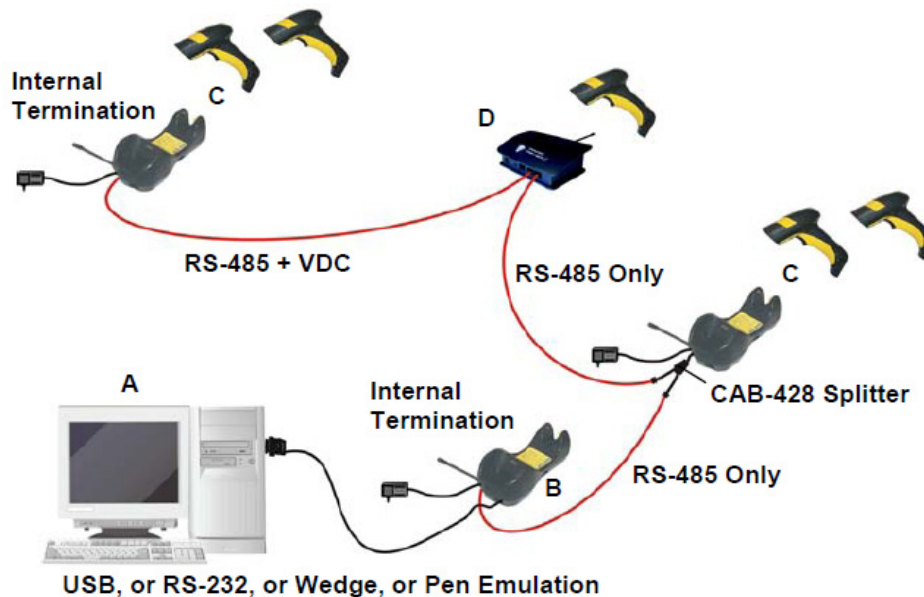 Internal
Termination
C
D
RS-485 + VDC
RS-485 Only
C
A
Internal
Termination
CAB-428 Splitter
B
RS-485 Only
USB, or RS-232, or Wedge, or Pen Emulation